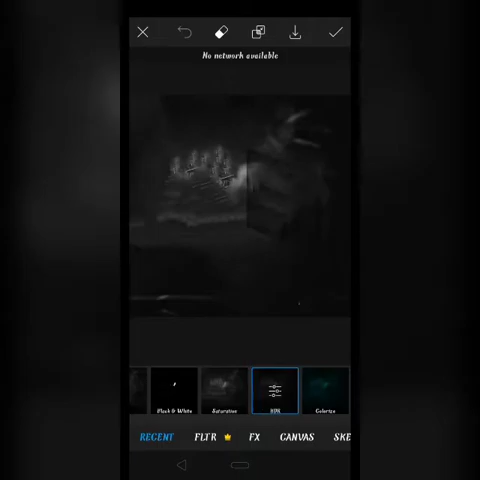 No network available
Black & White
Saturation
HDR
Colorize
RECENT FLTR FX CANVAS SKE